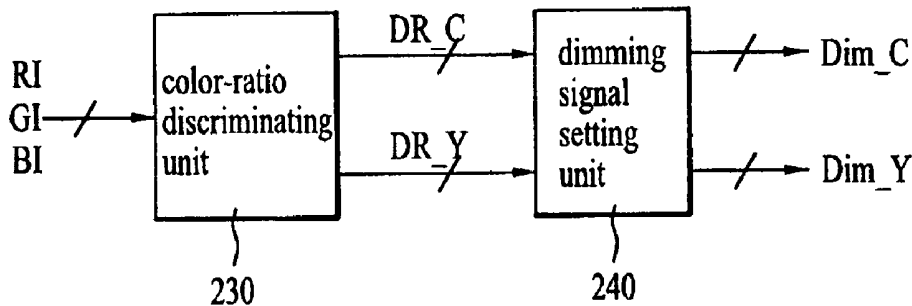 RI
GI
BI
color-ratio
discriminating
unit
230
DR_C
DR_Y
dimming
signal
setting
unit
240
Dim_C
Dim_Y